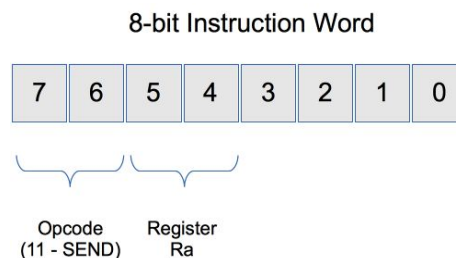 8-bit Instruction Word
7 6 5 4 3 2 1 0
Opcode Register
(11 - SEND) Ra